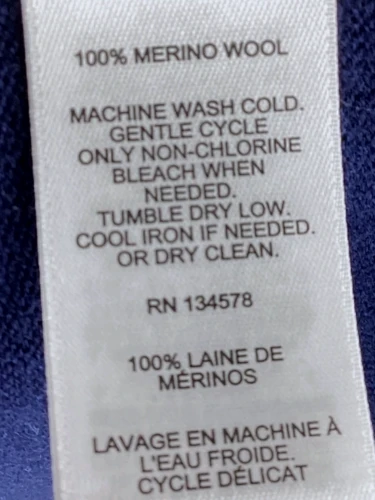 100% MERINO WOOL
MACHINE WASH COLD.
GENTLE CYCLE
ONLY NON-CHLORINE
BLEACH WHEN
NEEDED.
TUMBLE DRY LOW.
COOL IRON IF NEEDED.
OR DRY CLEAN.
RN 134578
100% LAINE DE
MÉRINOS
LAVAGE EN MACHINE À
L'EAU FROIDE.
CYCLE DÉLICAT